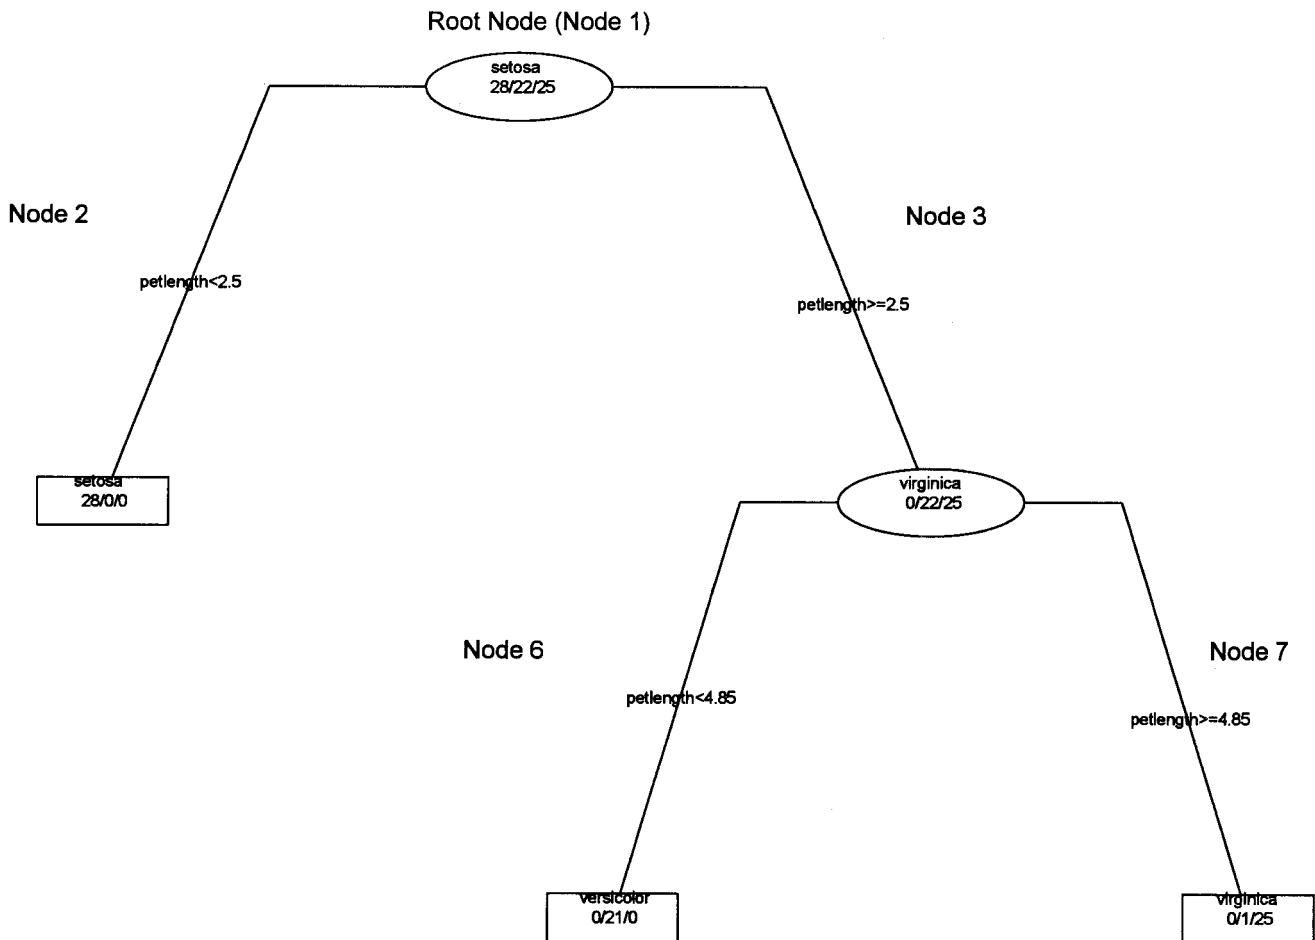 Root Node (Node 1)
setosa
28/22/25
Node 2
Node 3
petlength<2.5
petlength>=2.5
setosa
28/0/0
virginica
0/22/25
Node 6
Node 7
petlength<4.85
petlength>=4.85
versicolor
0/21/0
virginica
0/1/25